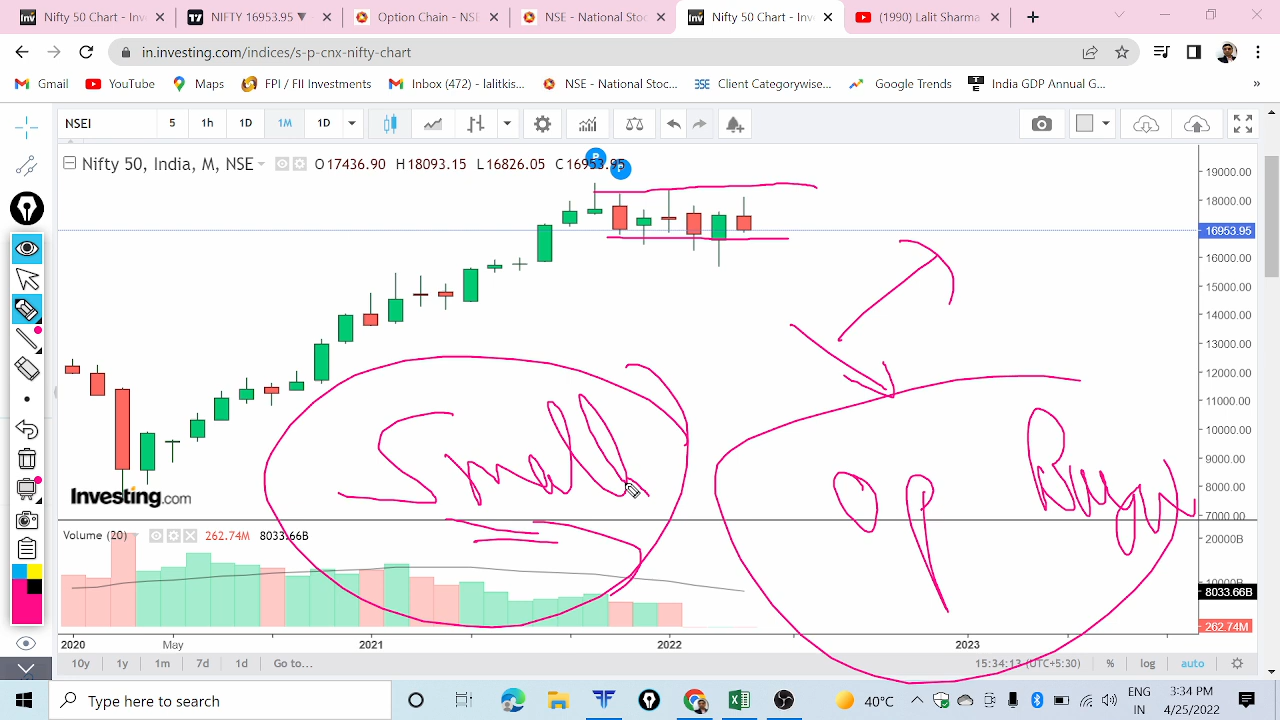 Nifty 50 Chart - Inv
NIFTY 16953.95 ▼
Option Chain - NSE
NSE - National Stoc
Nifty 50 Chart - Inv
(1990) Lalit Sharma
in.investing.com/indices/s-p-cnx-nifty-chart
Gmail
YouTube
Maps
FPI / FII Investments
Inbox (472) - lalitkis...
NSE - National Stoc...
BSE
Client Categorywise...
Google Trends
TE
India GDP Annual G...
»
NSEI
5
1h
1D
1M
1D
Nifty 50, India, M, NSE
O17436.90 H18093.15 L16826.05 C16953.95
P
19000.00
18000.00
16953.95
16000.00
15000.00
14000.00
13000.00
12000.00
11000.00
10000.00
9000.00
8000.00
7000.00
Small
op
Investing.com
Volume (20)
262.74M
8033.66B
20000B
10000B
8033.66B
262.74M
2020
May
2021
2022
2023
10y
1y
1m
7d
1d
Go to...
15:34:13 (UTC+5:30)
%
log
auto
Type here to search
40°C
ENG
IN
3:34 PM
4/25/2022